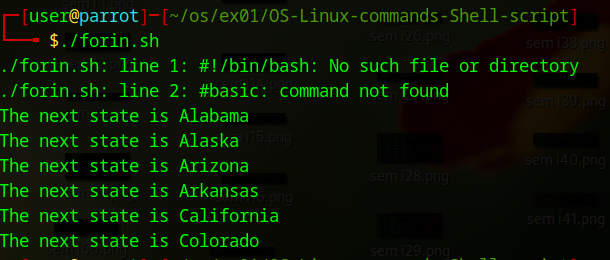 ┌─[user@parrot]─[~/os/ex01/OS-Linux-commands-Shell-script]
└──╼ $./forin.sh
./forin.sh: line 1: #!/bin/bash: No such file or directory
./forin.sh: line 2: #basic: command not found
The next state is Alabama
The next state is Alaska
The next state is Arizona
The next state is Arkansas
The next state is California
The next state is Colorado
sem i26.png
sem i38.png
sem i39.png
i15.png
sem i40.png
sem i28.png
sem i41.png
sem i29.png